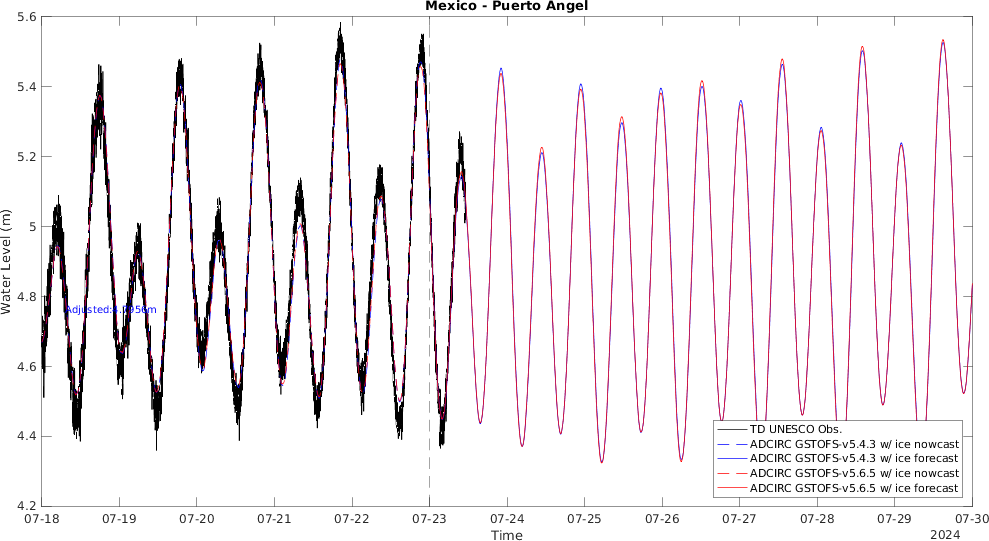 Mexico - Puerto Angel
Water Level (m)
5.6
5.4
5.2
5
4.8
4.6
4.4
4.2
TD UNESCO Obs.
ADCIRC GSTOFS-v5.4.3 w/ ice nowcast
ADCIRC GSTOFS-v5.4.3 w/ ice forecast
ADCIRC GSTOFS-v5.6.5 w/ ice nowcast
ADCIRC GSTOFS-v5.6.5 w/ ice forecast
07-18 07-19 07-20 07-21 07-22 07-23 07-24 07-25 07-26 07-27 07-28 07-29 07-30
Time
2024